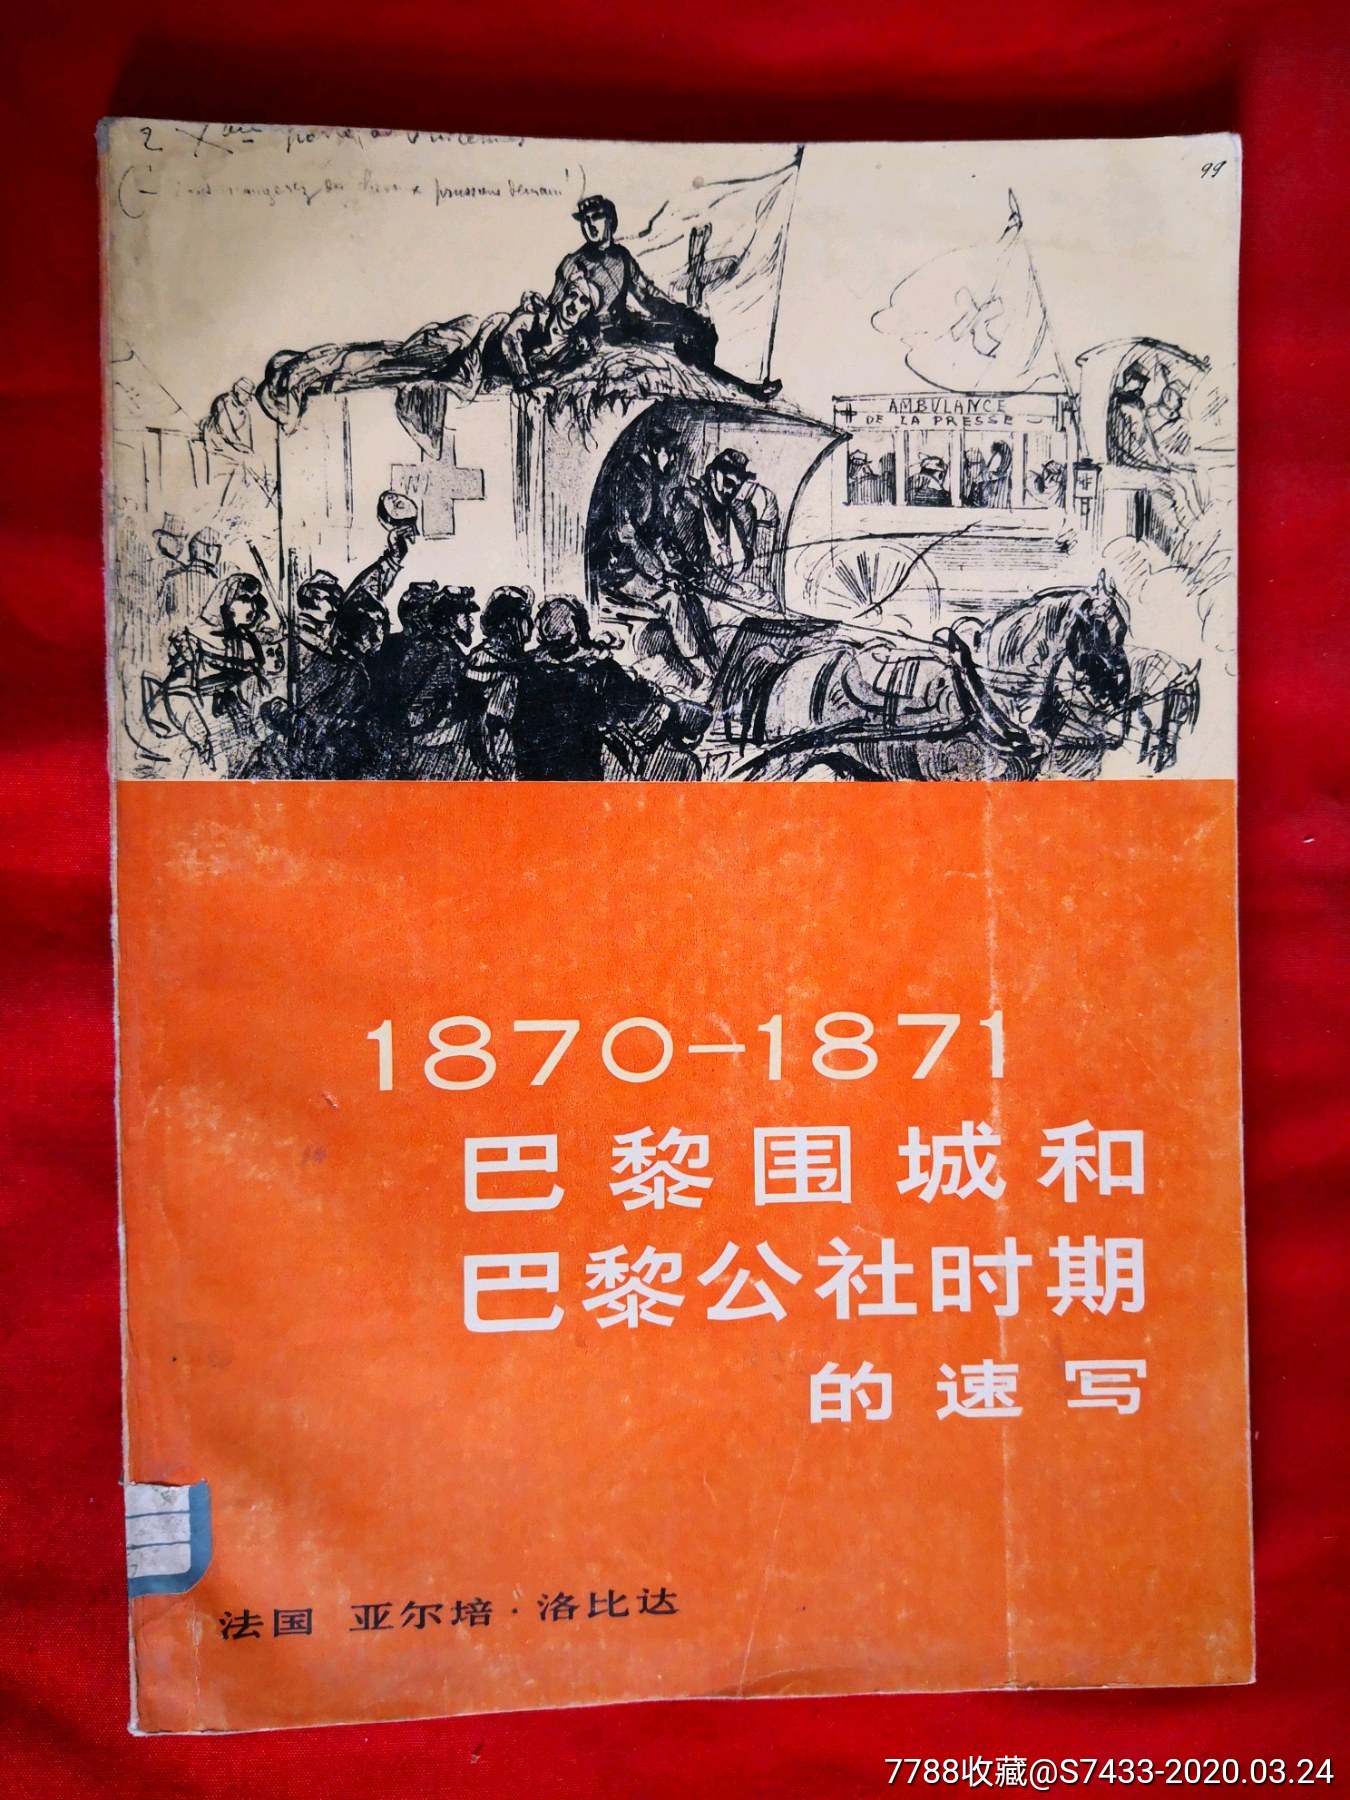 99
AMBULANCE
DE LA PRESSE
1870-1871
巴黎围城和
巴黎公社时期
的速写
法国 亚尔培·洛比达
7788收藏@S7433-2020.03.24